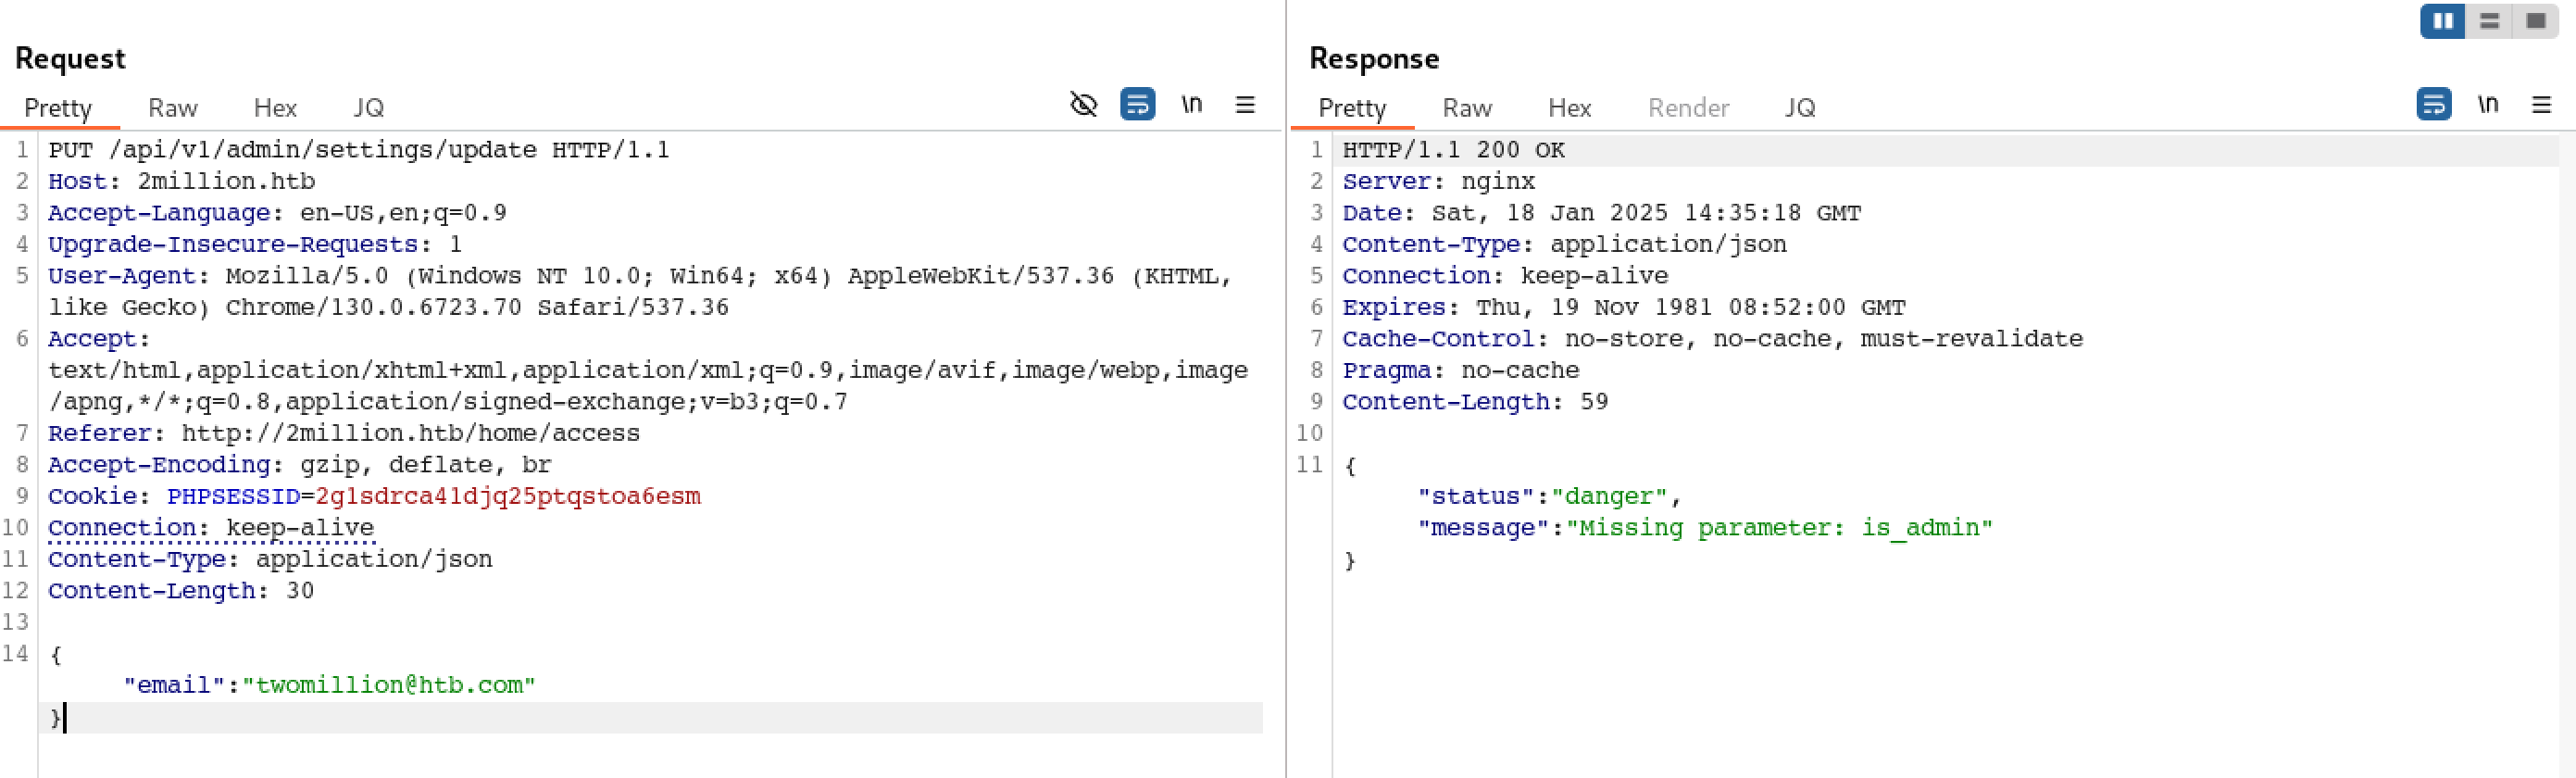 Request
Pretty Raw Hex JQ \n
1 PUT /api/v1/admin/settings/update HTTP/1.1
2 Host: 2million.htb
3 Accept-Language: en-US,en;q=0.9
4 Upgrade-Insecure-Requests: 1
5 User-Agent: Mozilla/5.0 (Windows NT 10.0; Win64; x64) AppleWebKit/537.36 (KHTML,
like Gecko) Chrome/130.0.6723.70 Safari/537.36
6 Accept:
text/html,application/xhtml+xml,application/xml;q=0.9,image/avif,image/webp,image
/apng,*/*;q=0.8,application/signed-exchange;v=b3;q=0.7
7 Referer: http://2million.htb/home/access
8 Accept-Encoding: gzip, deflate, br
9 Cookie: PHPSESSID=2g1sdrca41djq25ptqstoa6esm
10 Connection: keep-alive
11 Content-Type: application/json
12 Content-Length: 30
13
14 {
"email":"twomillion@htb.com"
}
Response
Pretty Raw Hex Render JQ \n
1 HTTP/1.1 200 OK
2 Server: nginx
3 Date: Sat, 18 Jan 2025 14:35:18 GMT
4 Content-Type: application/json
5 Connection: keep-alive
6 Expires: Thu, 19 Nov 1981 08:52:00 GMT
7 Cache-Control: no-store, no-cache, must-revalidate
8 Pragma: no-cache
9 Content-Length: 59
10
11 {
"status":"danger",
"message":"Missing parameter: is_admin"
}